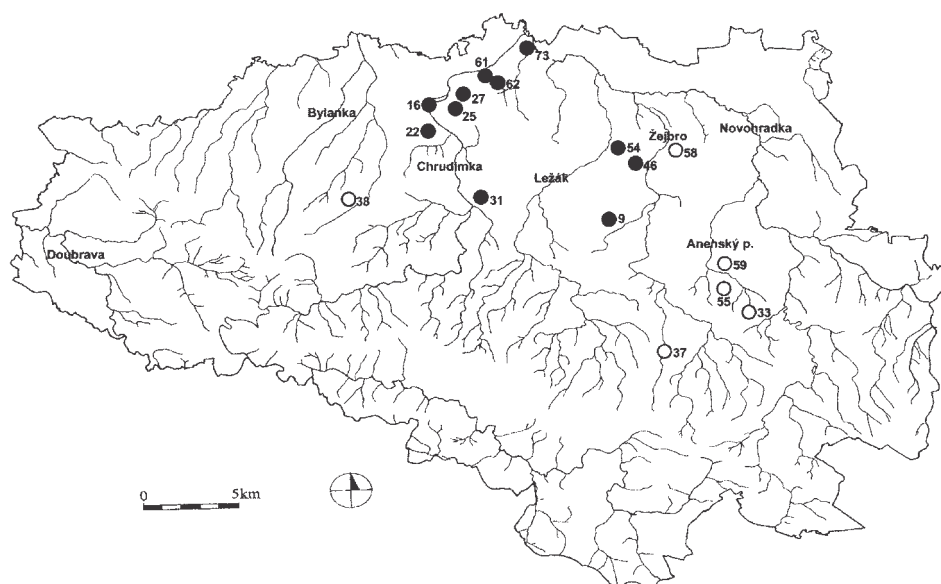 73
61
62
27
16
25
Bylanka
22
Novohradka
Žejbro
54
58
46
Chrudimka
Ležák
38
31
9
Anenský p.
Doubrava
59
55
33
37
0 5km